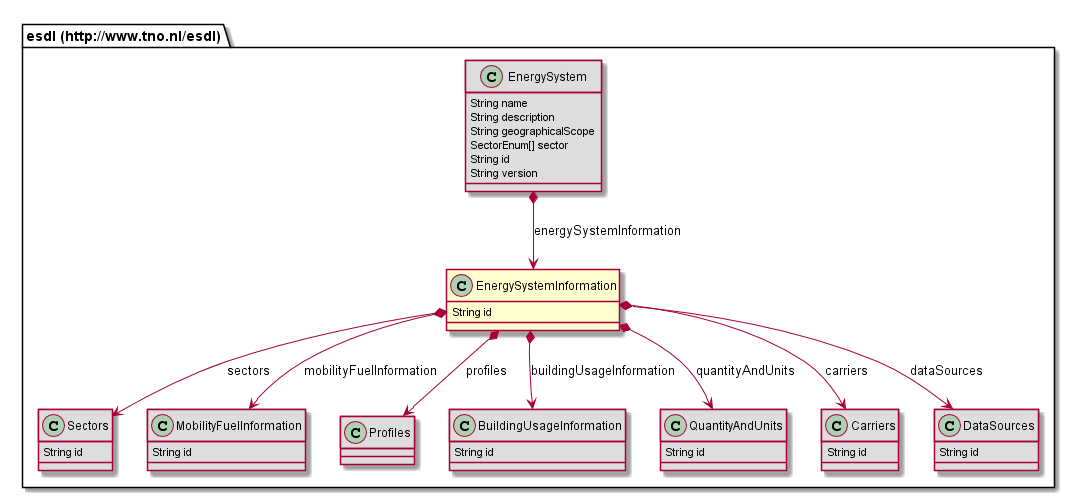 esdl (http://www.tno.nl/esdl)
C EnergySystem
String name
String description
String geographicalScope
SectorEnum[] sector
String id
String version
energySystemInformation
C EnergySystemInformation
String id
sectors
mobilityFuelInformation
profiles
buildingUsageInformation
quantityAndUnits
carriers
dataSources
C Sectors
String id
C MobilityFuelInformation
String id
C Profiles
C BuildingUsageInformation
String id
C QuantityAndUnits
String id
C Carriers
String id
C DataSources
String id